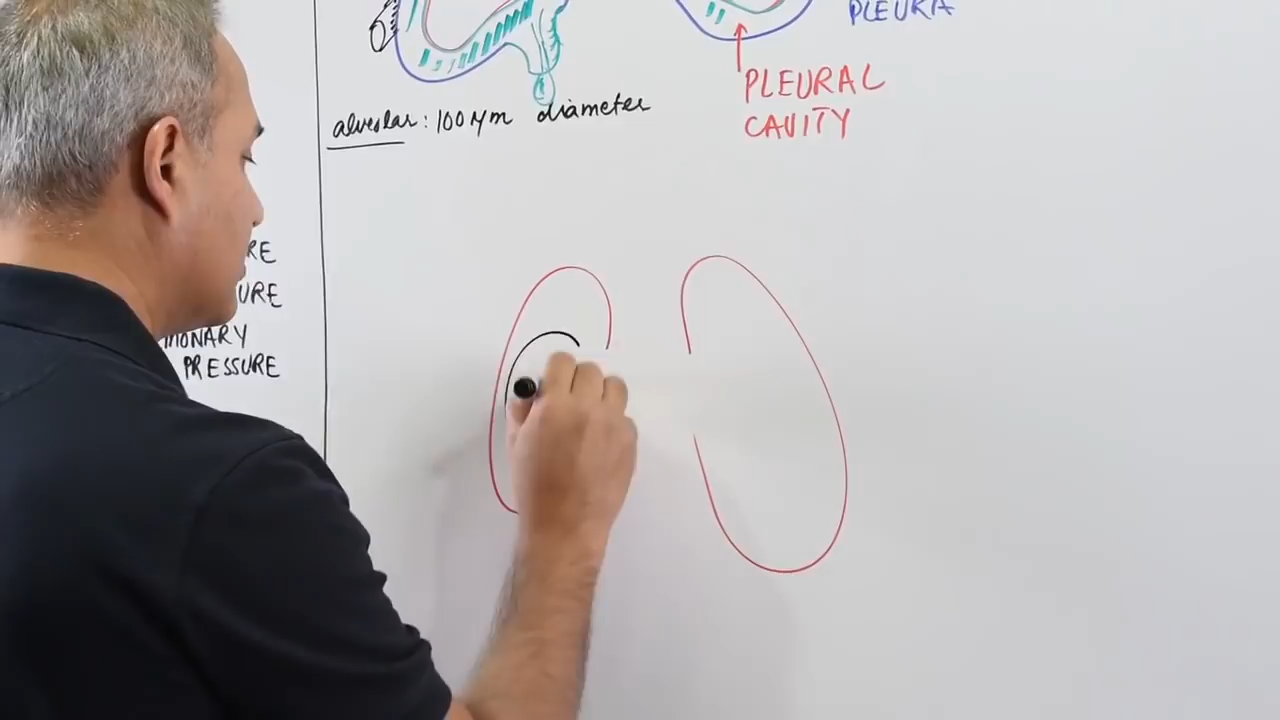 PLEURA
PLEURAL
CAVITY
alveolar : 100 μm diameter
RE
URE
MONARY
PRESSURE